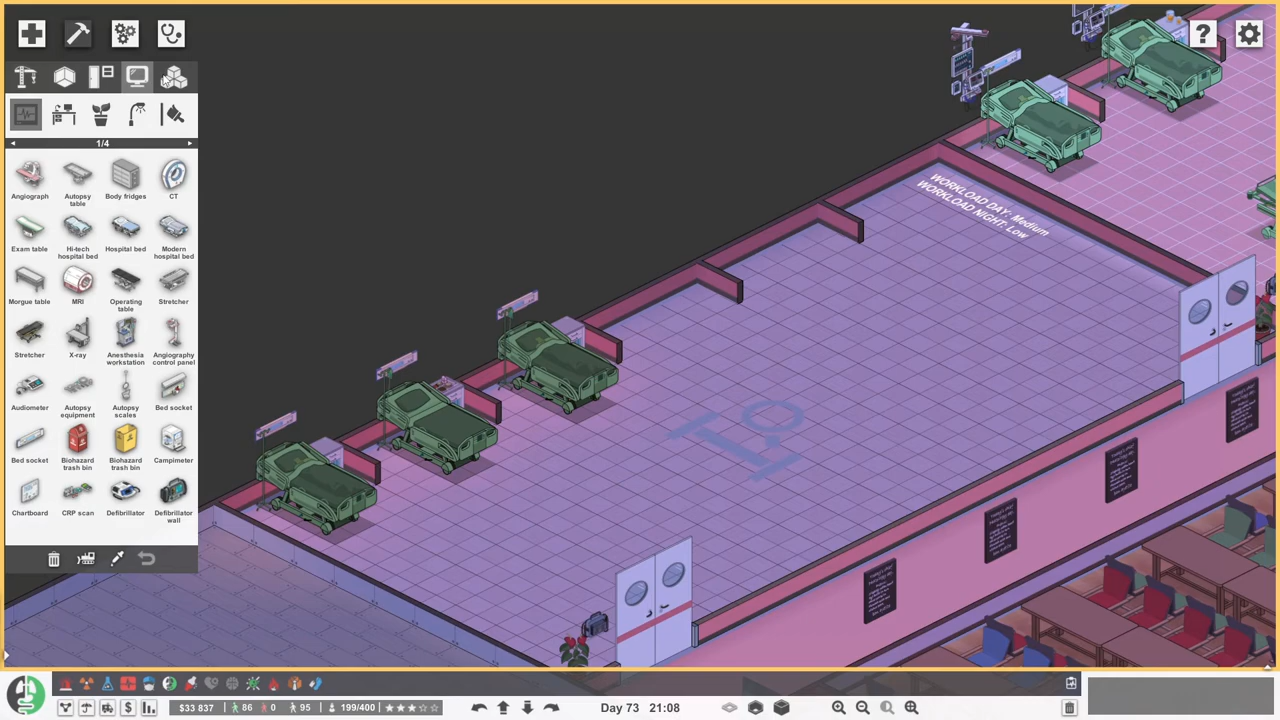 ?
WORKLOAD DAY: Medium
WORKLOAD NIGHT: Low
1/4
Angiograph
Autopsy table
Body fridges
CT
Exam table
Hi-tech hospital bed
Hospital bed
Modern hospital bed
Morgue table
MRI
Operating table
Stretcher
Stretcher
X-ray
Anesthesia workstation
Angiography control panel
Audiometer
Autopsy equipment
Autopsy scales
Bed socket
Bed socket
Biohazard trash bin
Biohazard trash bin
Campimeter
Chartboard
CRP scan
Defibrillator
Defibrillator wall
$33 837
86
0
95
199/400
Day 73 21:08